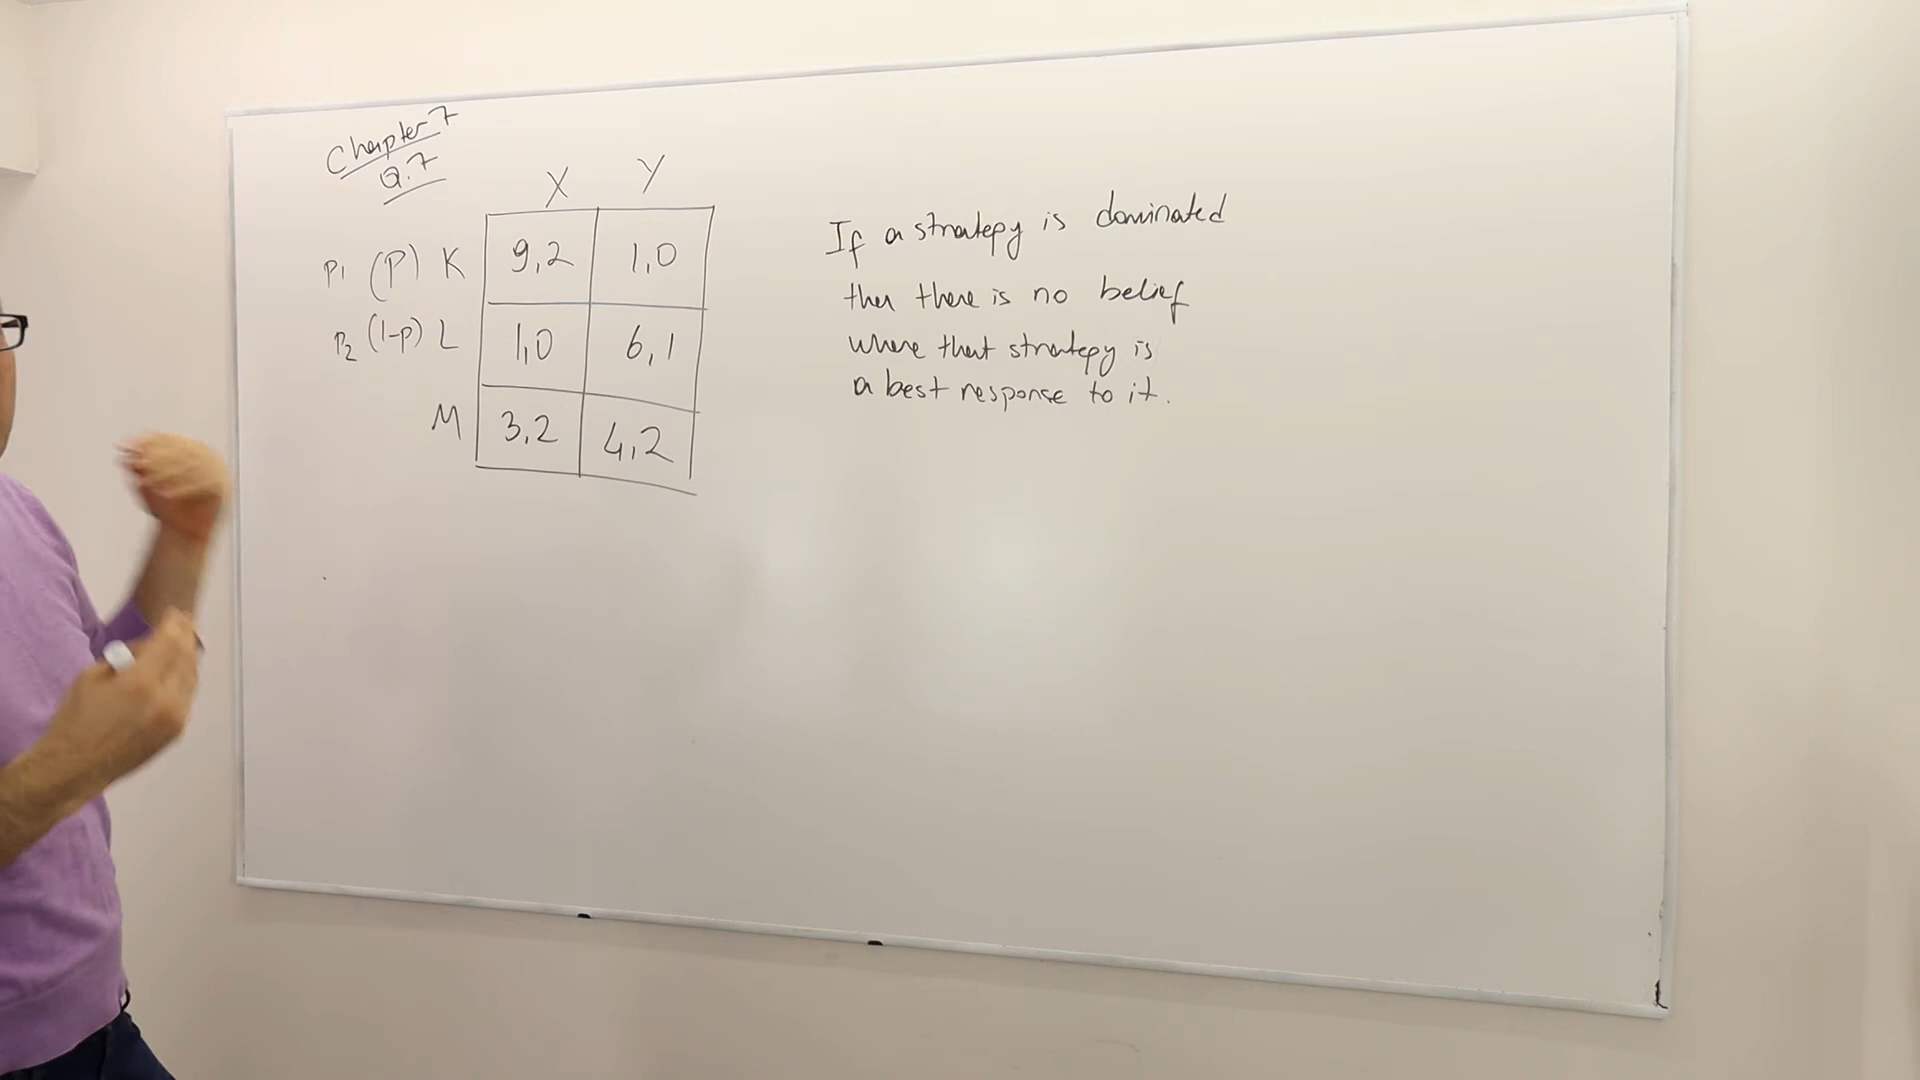 Chapter 7
Q.7
X Y
P1 (P) K 9,2 1,0
P2 (1-p) L 1,0 6,1
M 3,2 4,2
If a strategy is dominated
then there is no belief
where that strategy is
a best response to it.